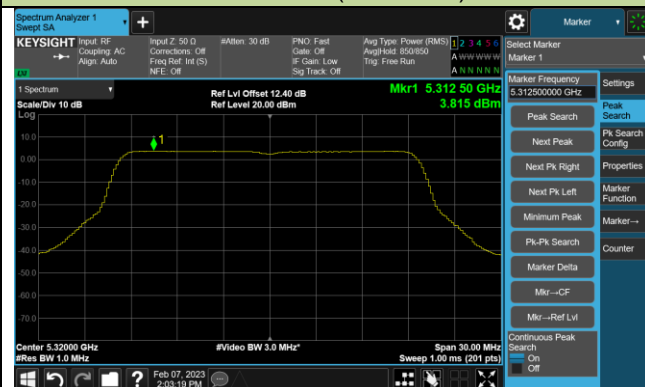 Spectrum Analyzer 1
Swept SA
Marker
KEYSIGHT
Input: RF
Coupling: AC
Align: Auto
Input Z: 50 Ω
Corrections: Off
Freq Ref: Int (S)
NFE: Off
#Atten: 30 dB
PNO: Fast
Gate: Off
IF Gain: Low
Sig Track: Off
Avg Type: Power (RMS)
Avg|Hold: 850/850
Trig: Free Run
1 2 3 4 5 6
A W W W W W
A N N N N N
Select Marker
Marker 1
LXI
1 Spectrum
Scale/Div 10 dB
Log
Ref Lvl Offset 12.40 dB
Ref Level 20.00 dBm
Mkr1 5.312 50 GHz
3.815 dBm
10.0
0.00
-10.0
-20.0
-30.0
-40.0
-50.0
-60.0
-70.0
1
Center 5.32000 GHz
#Res BW 1.0 MHz
#Video BW 3.0 MHz*
Span 30.00 MHz
Sweep 1.00 ms (201 pts)
Marker Frequency
5.312500000 GHz
Peak Search
Next Peak
Next Pk Right
Next Pk Left
Minimum Peak
Pk-Pk Search
Marker Delta
Mkr→CF
Mkr→Ref Lvl
Continuous Peak
Search
On
Off
Settings
Peak
Search
Pk Search
Config
Properties
Marker
Function
Marker→
Counter
Feb 07, 2023
2:03:19 PM